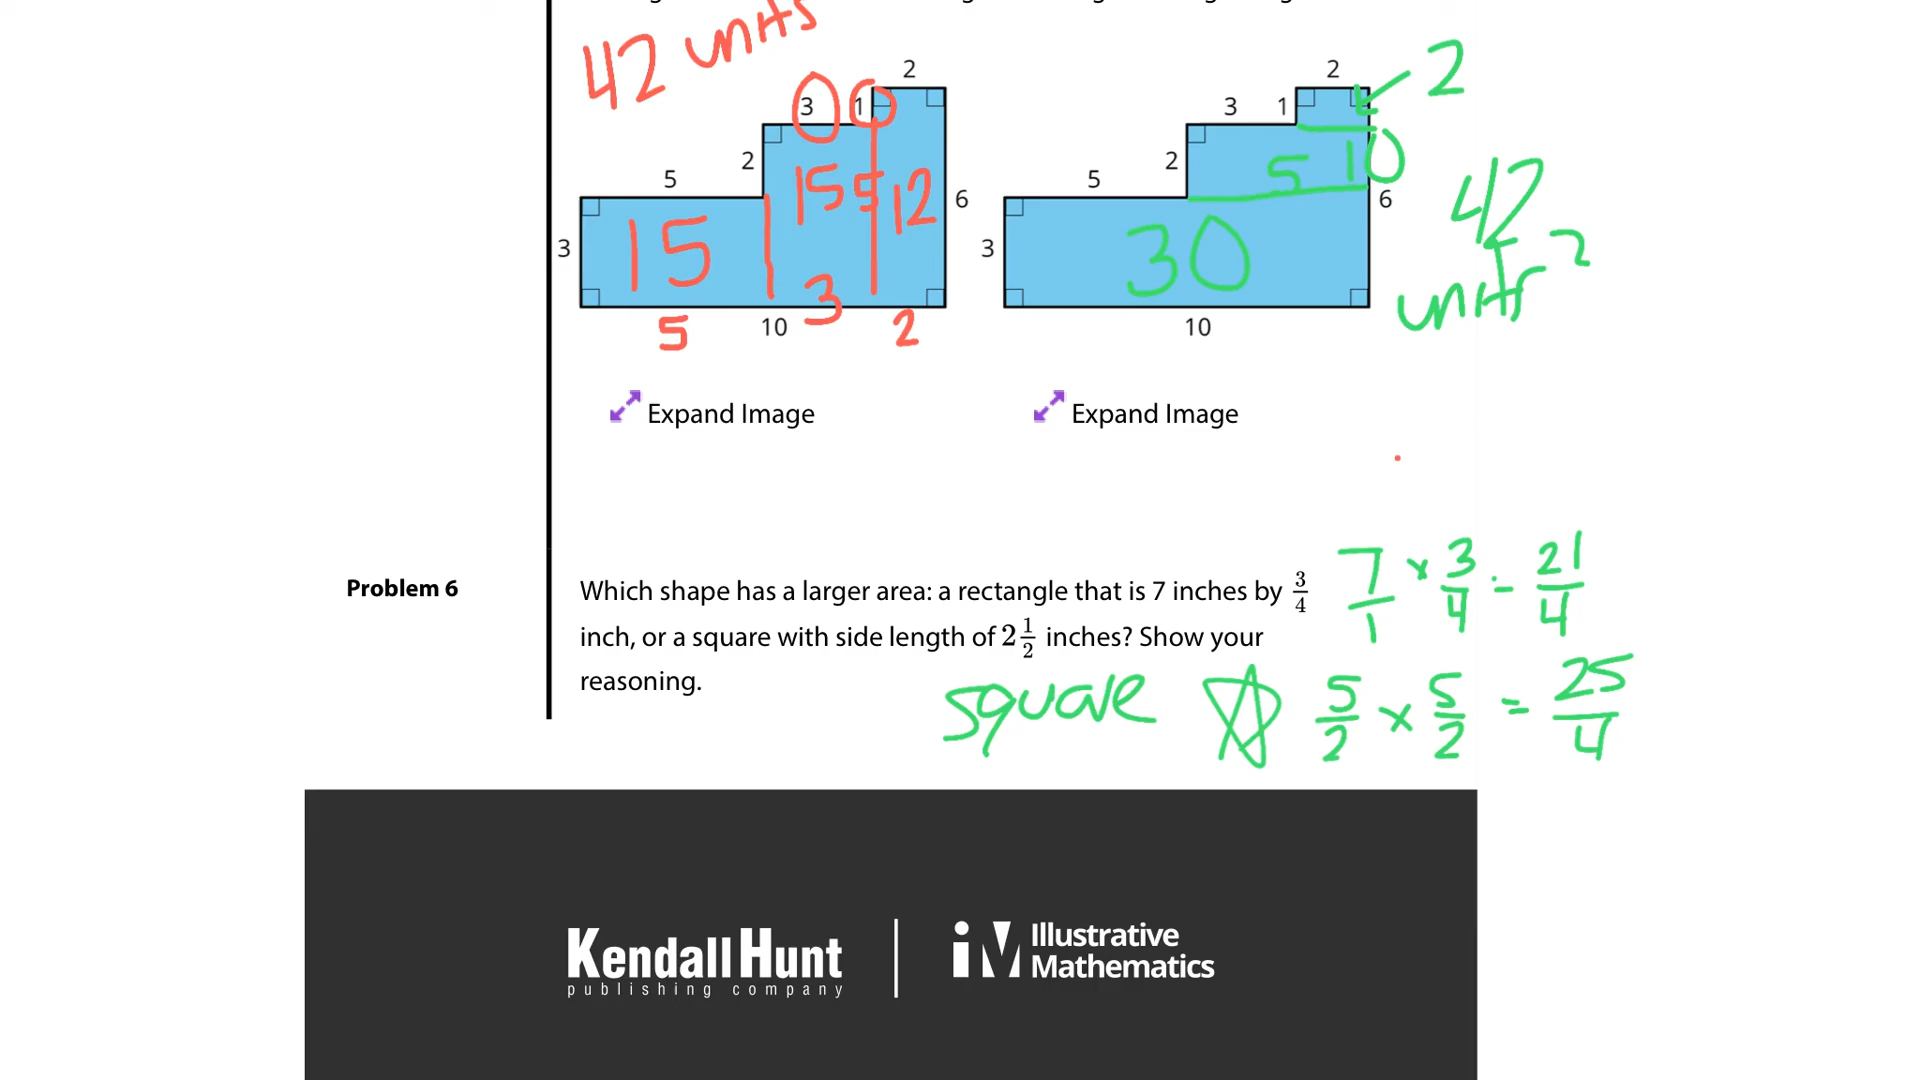 42 units
2
3
1
2
5
3
6
10
15
15
5
12
5
3
2
2
3
1
2
5
3
6
10
2
5
10
30
42
units 2
Expand Image
Expand Image
Problem 6
Which shape has a larger area: a rectangle that is 7 inches by 3/4
inch, or a square with side length of 2 1/2 inches? Show your
reasoning.
7/1 × 3/4 = 21/4
square
5/2 × 5/2 = 25/4
Kendall Hunt
publishing company
iM Illustrative
Mathematics